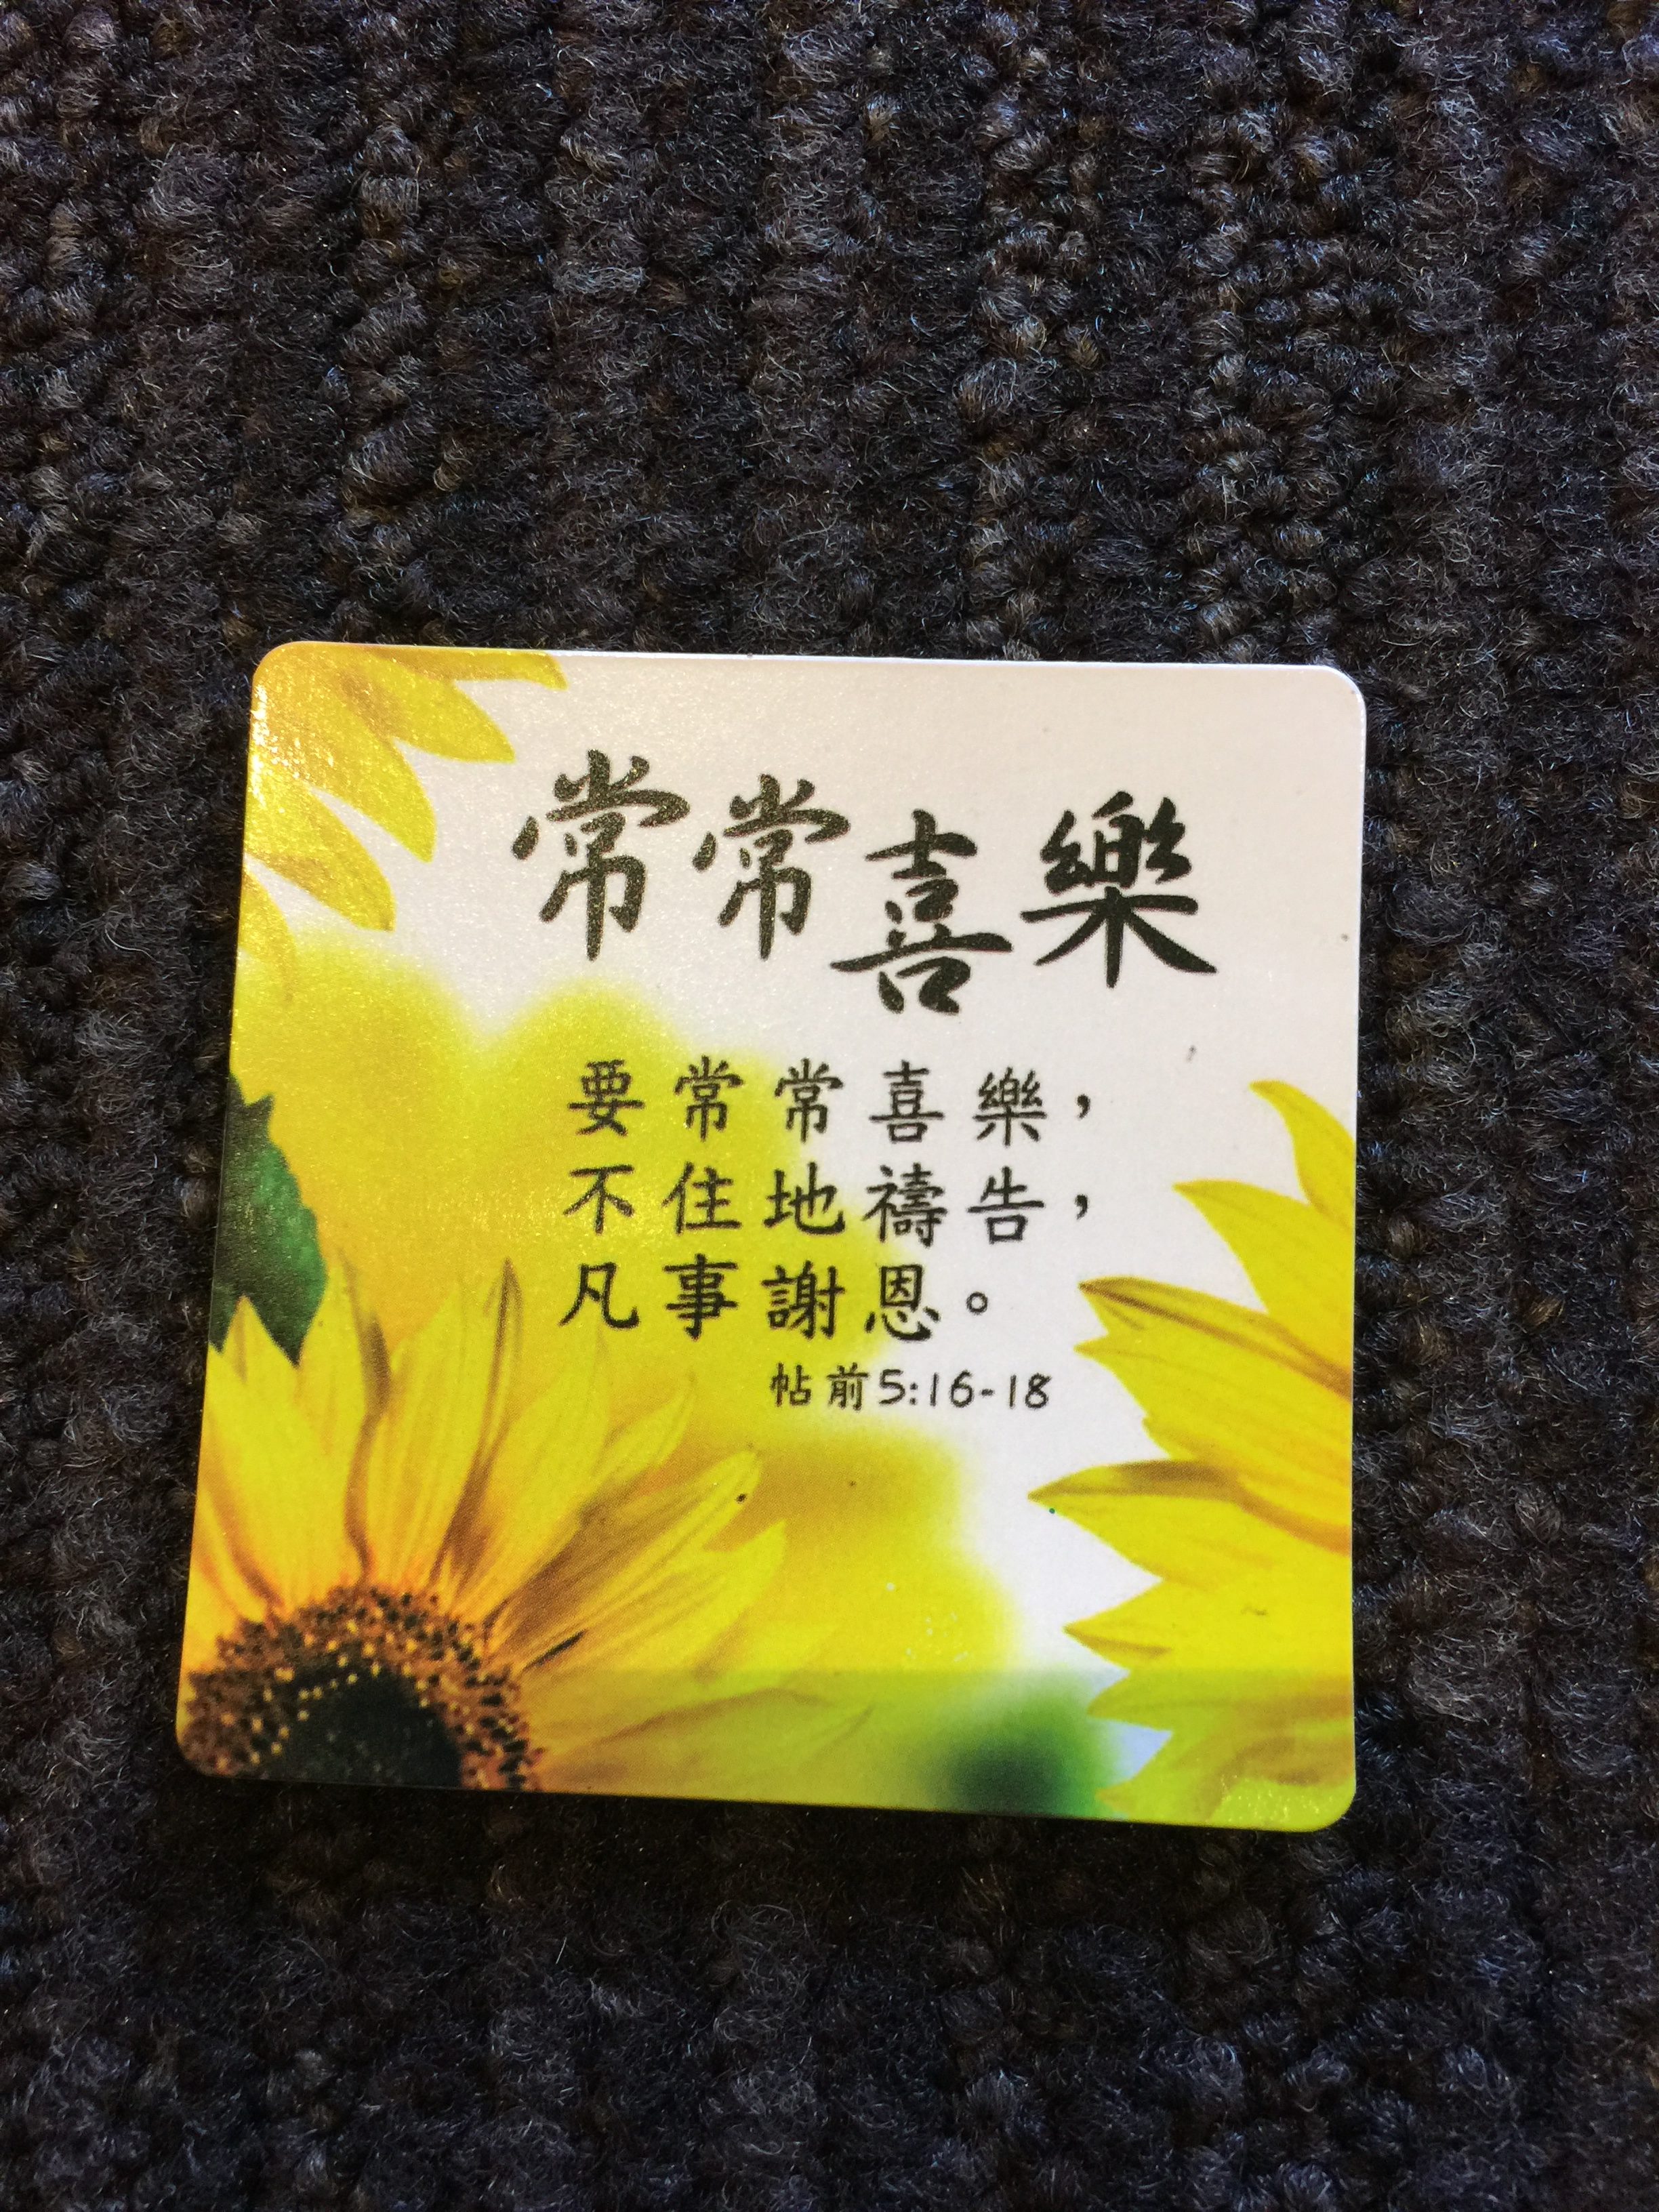 常常喜樂
要常常喜樂，
不住地禱告，
凡事謝恩。
帖前5:16-18